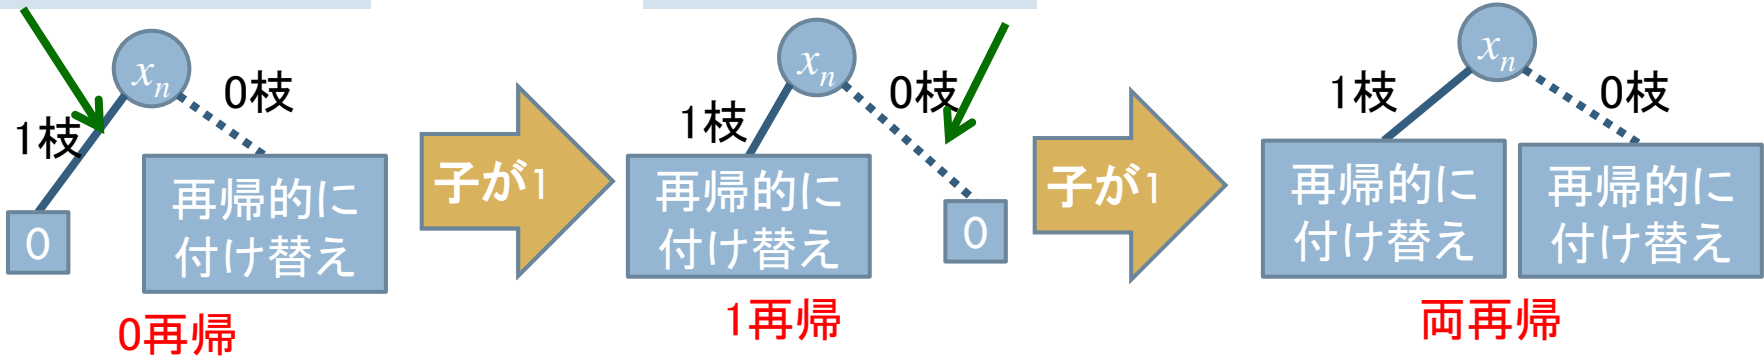 x_n
0枝
1枝
再帰的に
付け替え
0
0再帰
子が1
x_n
0枝
1枝
再帰的に
付け替え
0
1再帰
子が1
x_n
1枝
0枝
再帰的に
付け替え
再帰的に
付け替え
両再帰